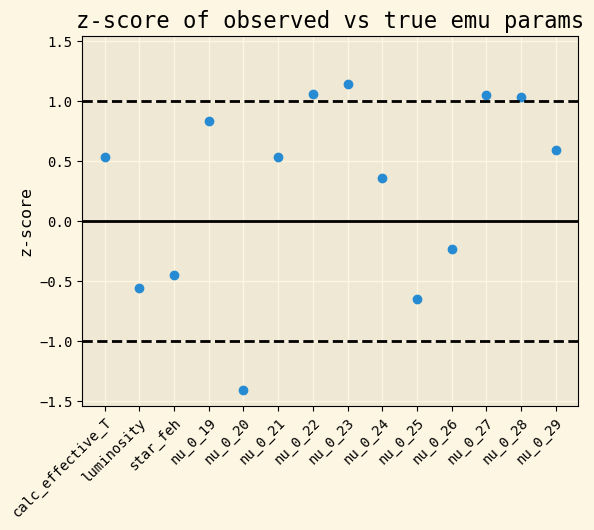 z-score of observed vs true emu params
z-score
1.5
1.0
0.5
0.0
−0.5
−1.0
−1.5
calc_effective_T
luminosity
star_feh
nu_0_19
nu_0_20
nu_0_21
nu_0_22
nu_0_23
nu_0_24
nu_0_25
nu_0_26
nu_0_27
nu_0_28
nu_0_29